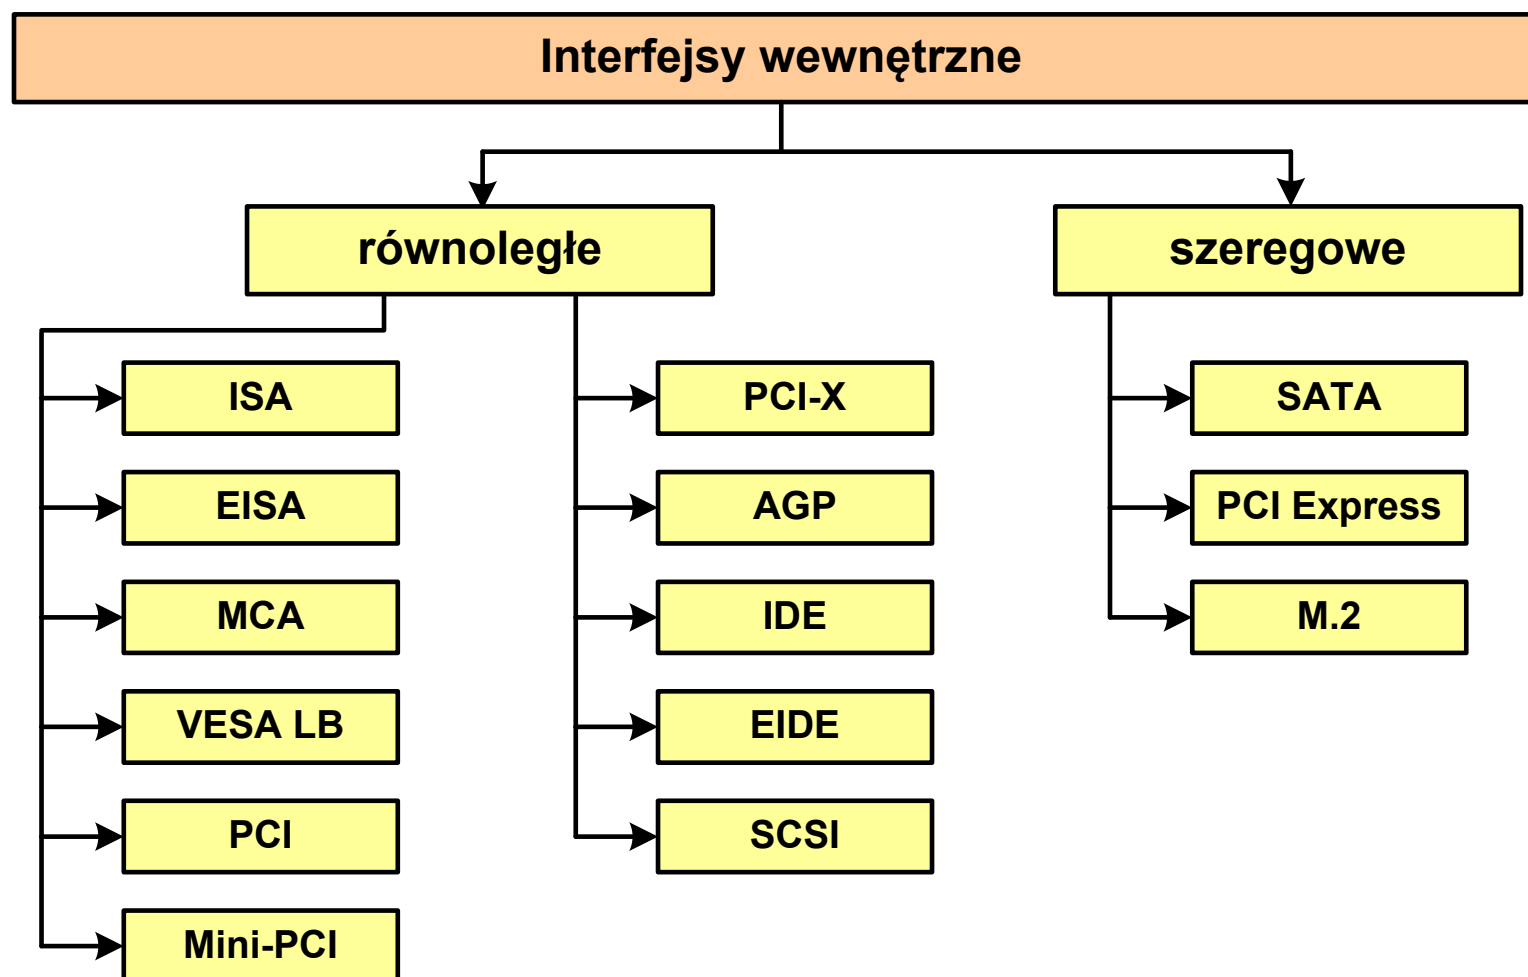 Interfejsy wewnętrzne
równoległe
szeregowe
ISA
EISA
MCA
VESA LB
PCI
Mini-PCI
PCI-X
AGP
IDE
EIDE
SCSI
SATA
PCI Express
M.2